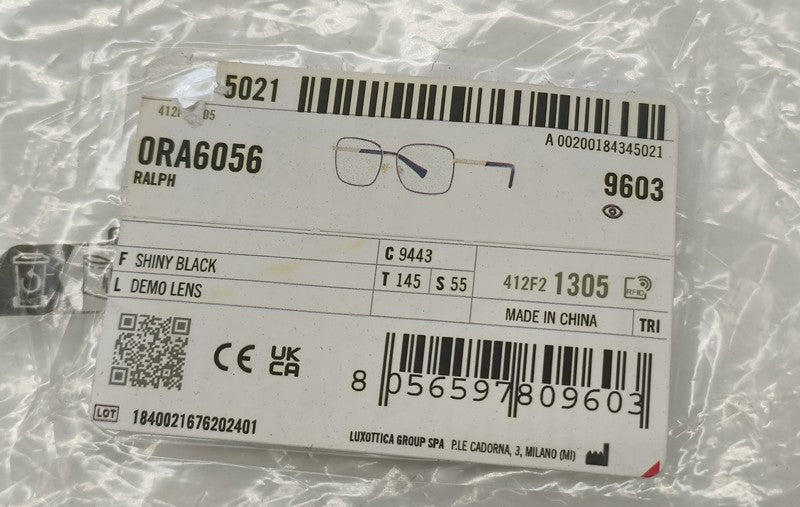 5021
A 00200184345021
0RA6056
RALPH
9603
F SHINY BLACK
C 9443
L DEMO LENS
T 145 S 55
412F2 1305 RFID
MADE IN CHINA TRI
CE UK CA
8 056597 809603
LOT 1840021676202401
LUXOTTICA GROUP SPA P.LE CADORNA, 3, MILANO (MI)